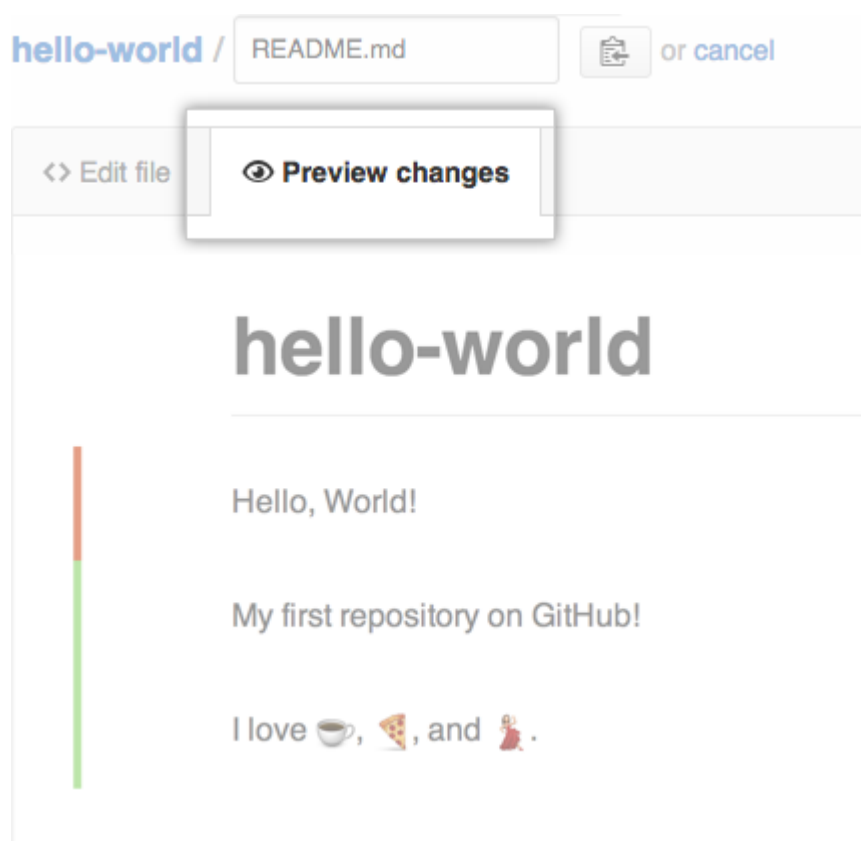 hello-world / README.md or cancel
<> Edit file Preview changes
hello-world
Hello, World!
My first repository on GitHub!
I love ☕, 🍕, and 💃.